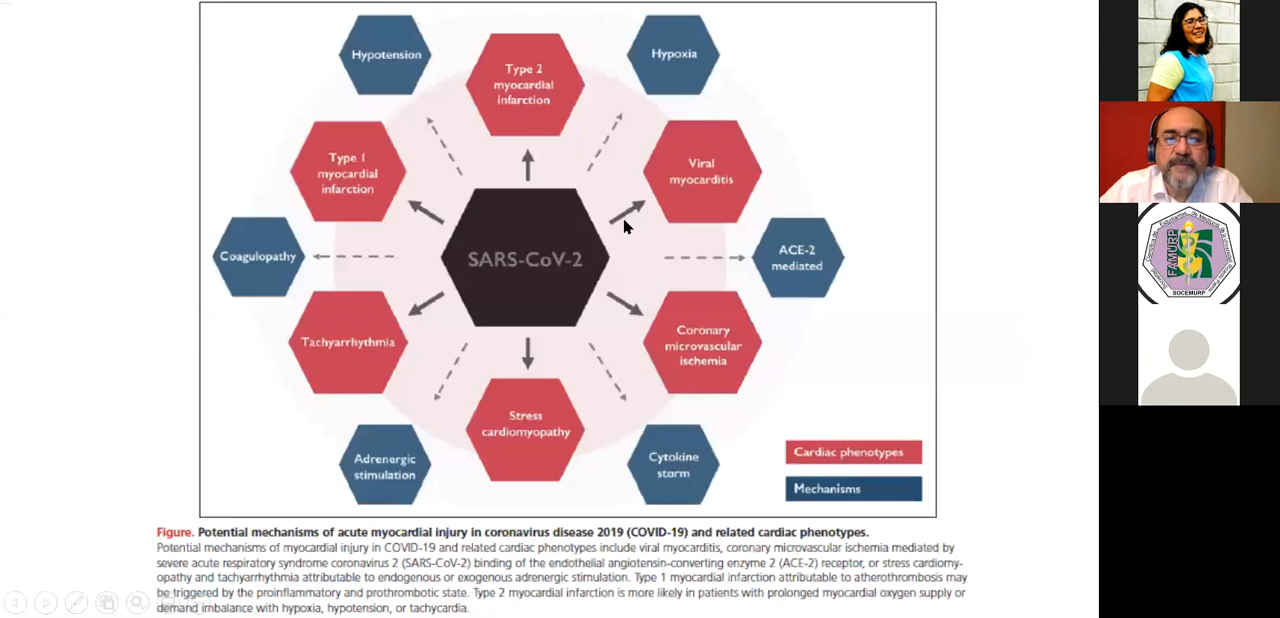 Hypotension
Type 2
myocardial
infarction
Hypoxia
Type 1
myocardial
infarction
Viral
myocarditis
Coagulopathy
SARS-CoV-2
ACE-2
mediated
Tachyarrhythmia
Coronary
microvascular
ischemia
Stress
cardiomyopathy
Adrenergic
stimulation
Cytokine
storm
Cardiac phenotypes
Mechanisms
Figure. Potential mechanisms of acute myocardial injury in coronavirus disease 2019 (COVID-19) and related cardiac phenotypes.
Potential mechanisms of myocardial injury in COVID-19 and related cardiac phenotypes include viral myocarditis, coronary microvascular ischemia mediated by
severe acute respiratory syndrome coronavirus 2 (SARS-CoV-2) binding of the endothelial angiotensin-converting enzyme 2 (ACE-2) receptor, or stress cardiomy-
opathy and tachyarrhythmia attributable to endogenous or exogenous adrenergic stimulation. Type 1 myocardial infarction attributable to atherothrombosis may
be triggered by the proinflammatory and prothrombotic state. Type 2 myocardial infarction is more likely in patients with prolonged myocardial oxygen supply or
demand imbalance with hypoxia, hypotension, or tachycardia.
FAMURP
SOCEMURP